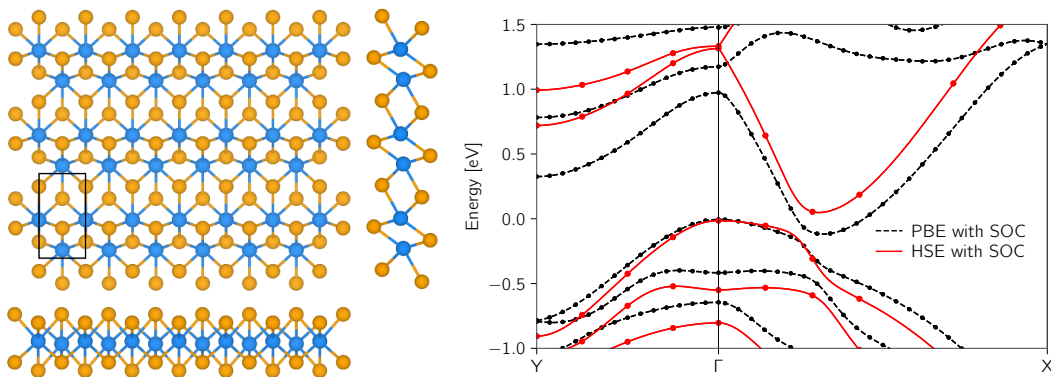 1.5
1.0
0.5
0.0
−0.5
−1.0
Energy [eV]
PBE with SOC
HSE with SOC
Y
Γ
X